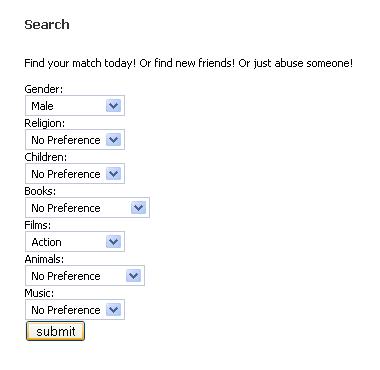 Search
Find your match today! Or find new friends! Or just abuse someone!
Gender:
Male
Religion:
No Preference
Children:
No Preference
Books:
No Preference
Films:
Action
Animals:
No Preference
Music:
No Preference
submit